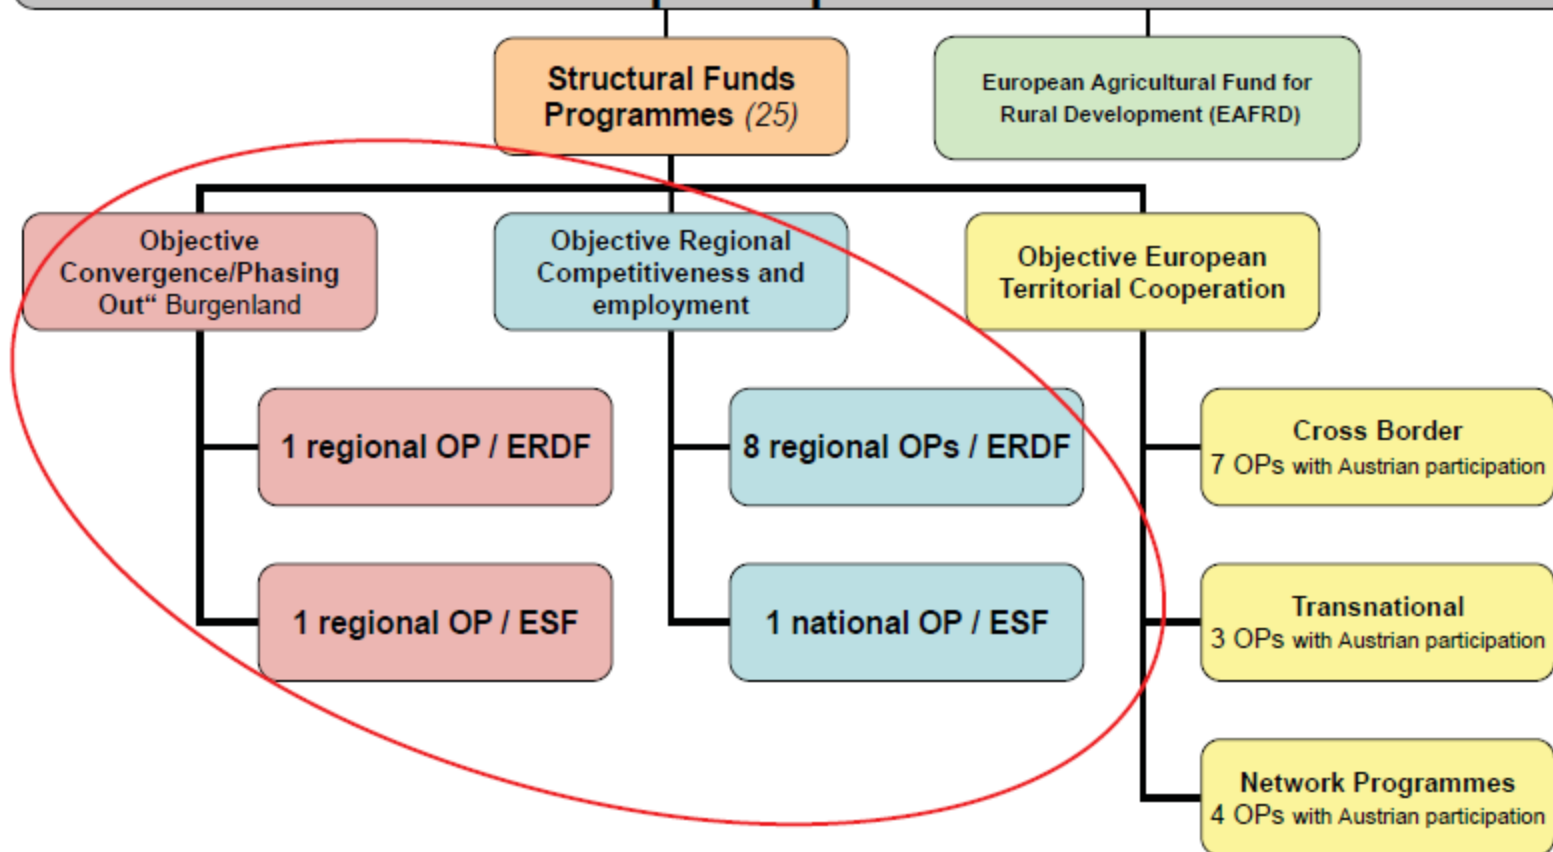 Structural Funds
Programmes (25)
European Agricultural Fund for
Rural Development (EAFRD)
Objective
Convergence/Phasing
Out“ Burgenland
Objective Regional
Competitiveness and
employment
Objective European
Territorial Cooperation
1 regional OP / ERDF
8 regional OPs / ERDF
Cross Border
7 OPs with Austrian participation
1 regional OP / ESF
1 national OP / ESF
Transnational
3 OPs with Austrian participation
Network Programmes
4 OPs with Austrian participation